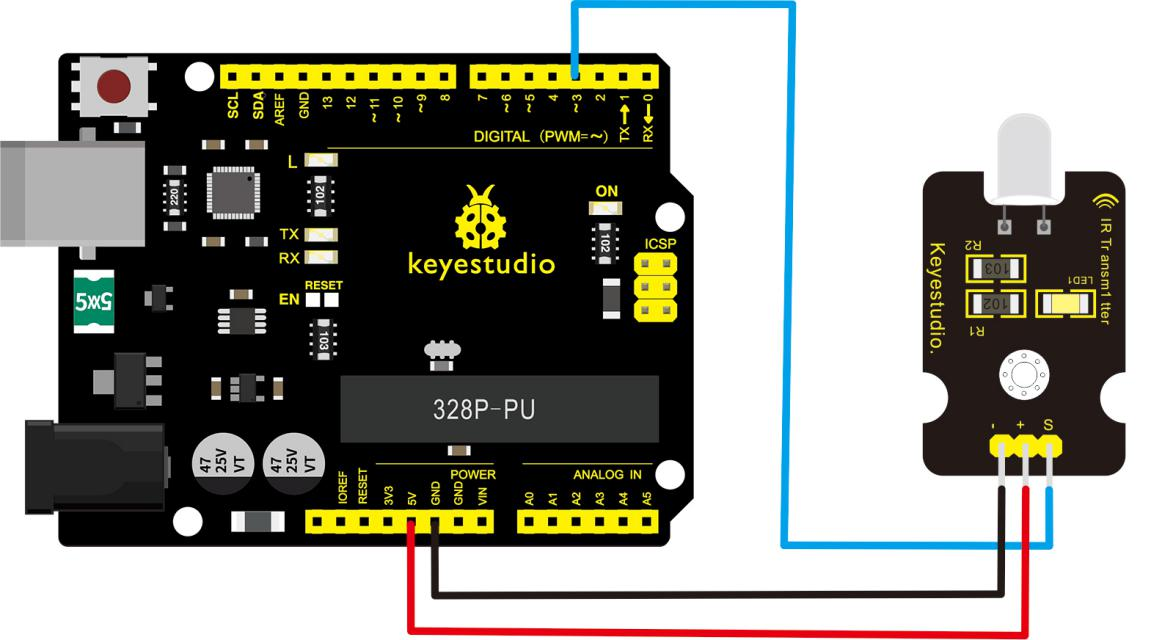 SCL
SDA
AREF
GND
13
12
~11
~10
~9
8
7
~6
~5
4
~3
2
TX→1
RX←0
DIGITAL (PWM=~)
L
220
102
TX
RX
ON
102
ICSP
keyestudio
RESET
EN
103
5xx5
328P-PU
47
25V
VT
47
25V
VT
POWER
ANALOG IN
IOREF
RESET
3V3
5V
GND
GND
VIN
A0
A1
A2
A3
A4
A5
IR Transm1tter
Keyestudio.
R2
103
LED1
102
R1
- + S